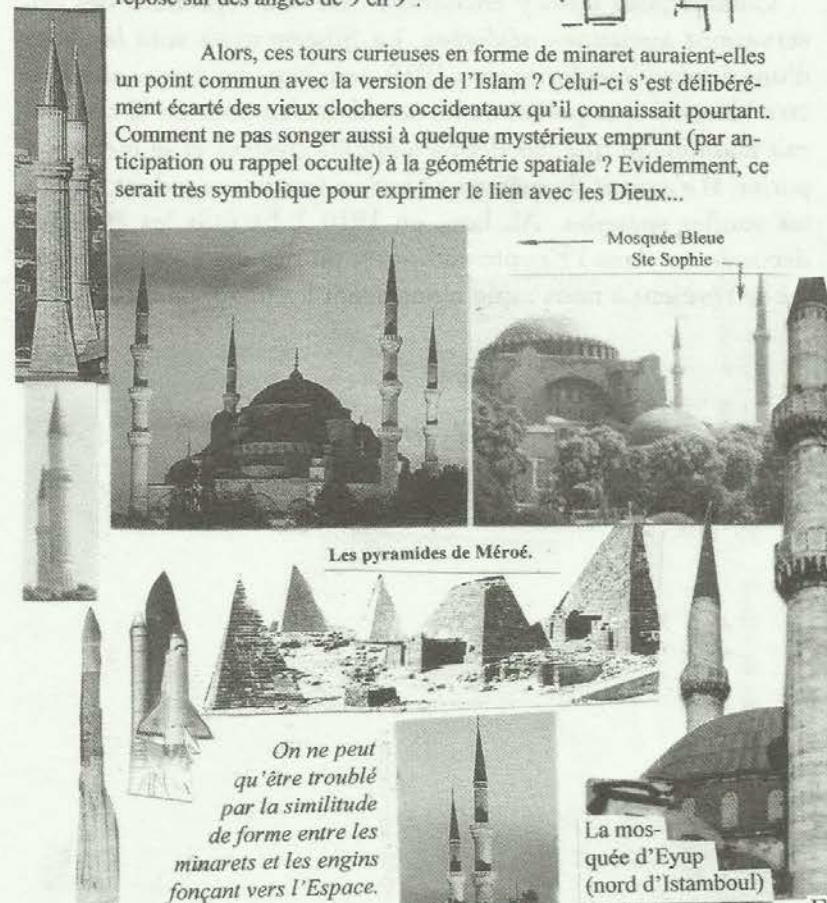 repose sur des angles de 9 en 9°.
Alors, ces tours curieuses en forme de minaret auraient-elles
un point commun avec la version de l'Islam ? Celui-ci s'est délibéré-
ment écarté des vieux clochers occidentaux qu'il connaissait pourtant.
Comment ne pas songer aussi à quelque mystérieux emprunt (par an-
ticipation ou rappel occulte) à la géométrie spatiale ? Evidemment, ce
serait très symbolique pour exprimer le lien avec les Dieux...
Mosquée Bleue
Ste Sophie
Les pyramides de Méroé.
On ne peut
qu'être troublé
par la similitude
de forme entre les
minarets et les engins
fonçant vers l'Espace.
La mos-
quée d'Eyup
(nord d'Istamboul)